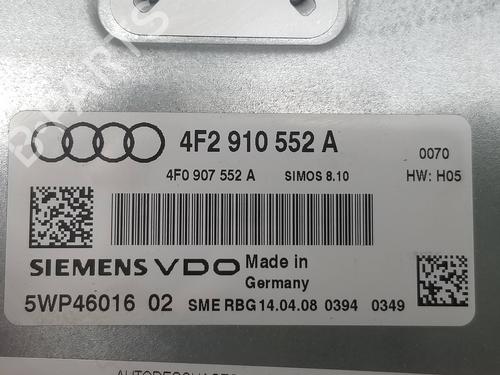 4F2 910 552 A
0070
4F0 907 552 A SIMOS 8.10 HW: H05
SIEMENS VDO Made in
Germany
5WP46016 02 SME RBG 14.04.08 0394 0349